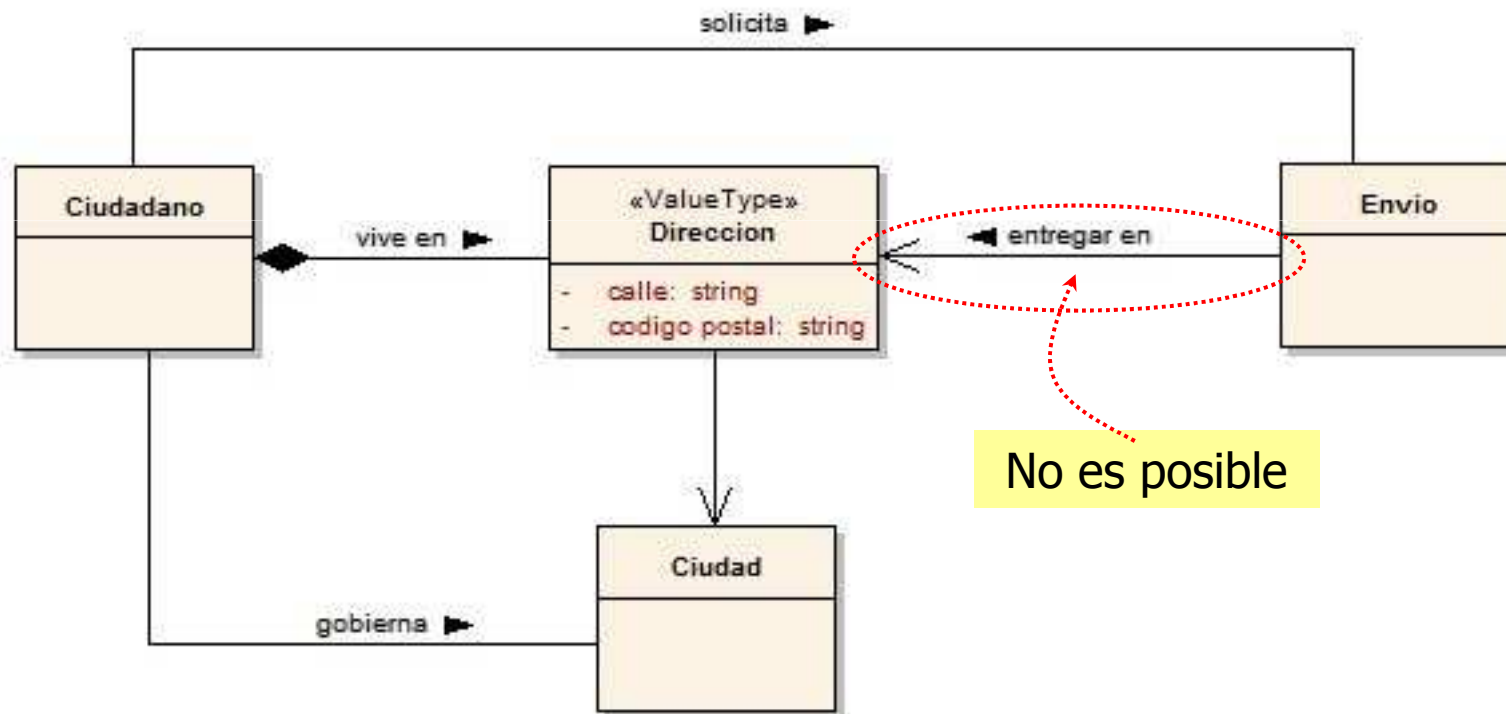 solicita
Ciudadano
vive en
«ValueType»
Direccion
- calle: string
- codigo postal: string
entregar en
Envio
No es posible
Ciudad
gobierna